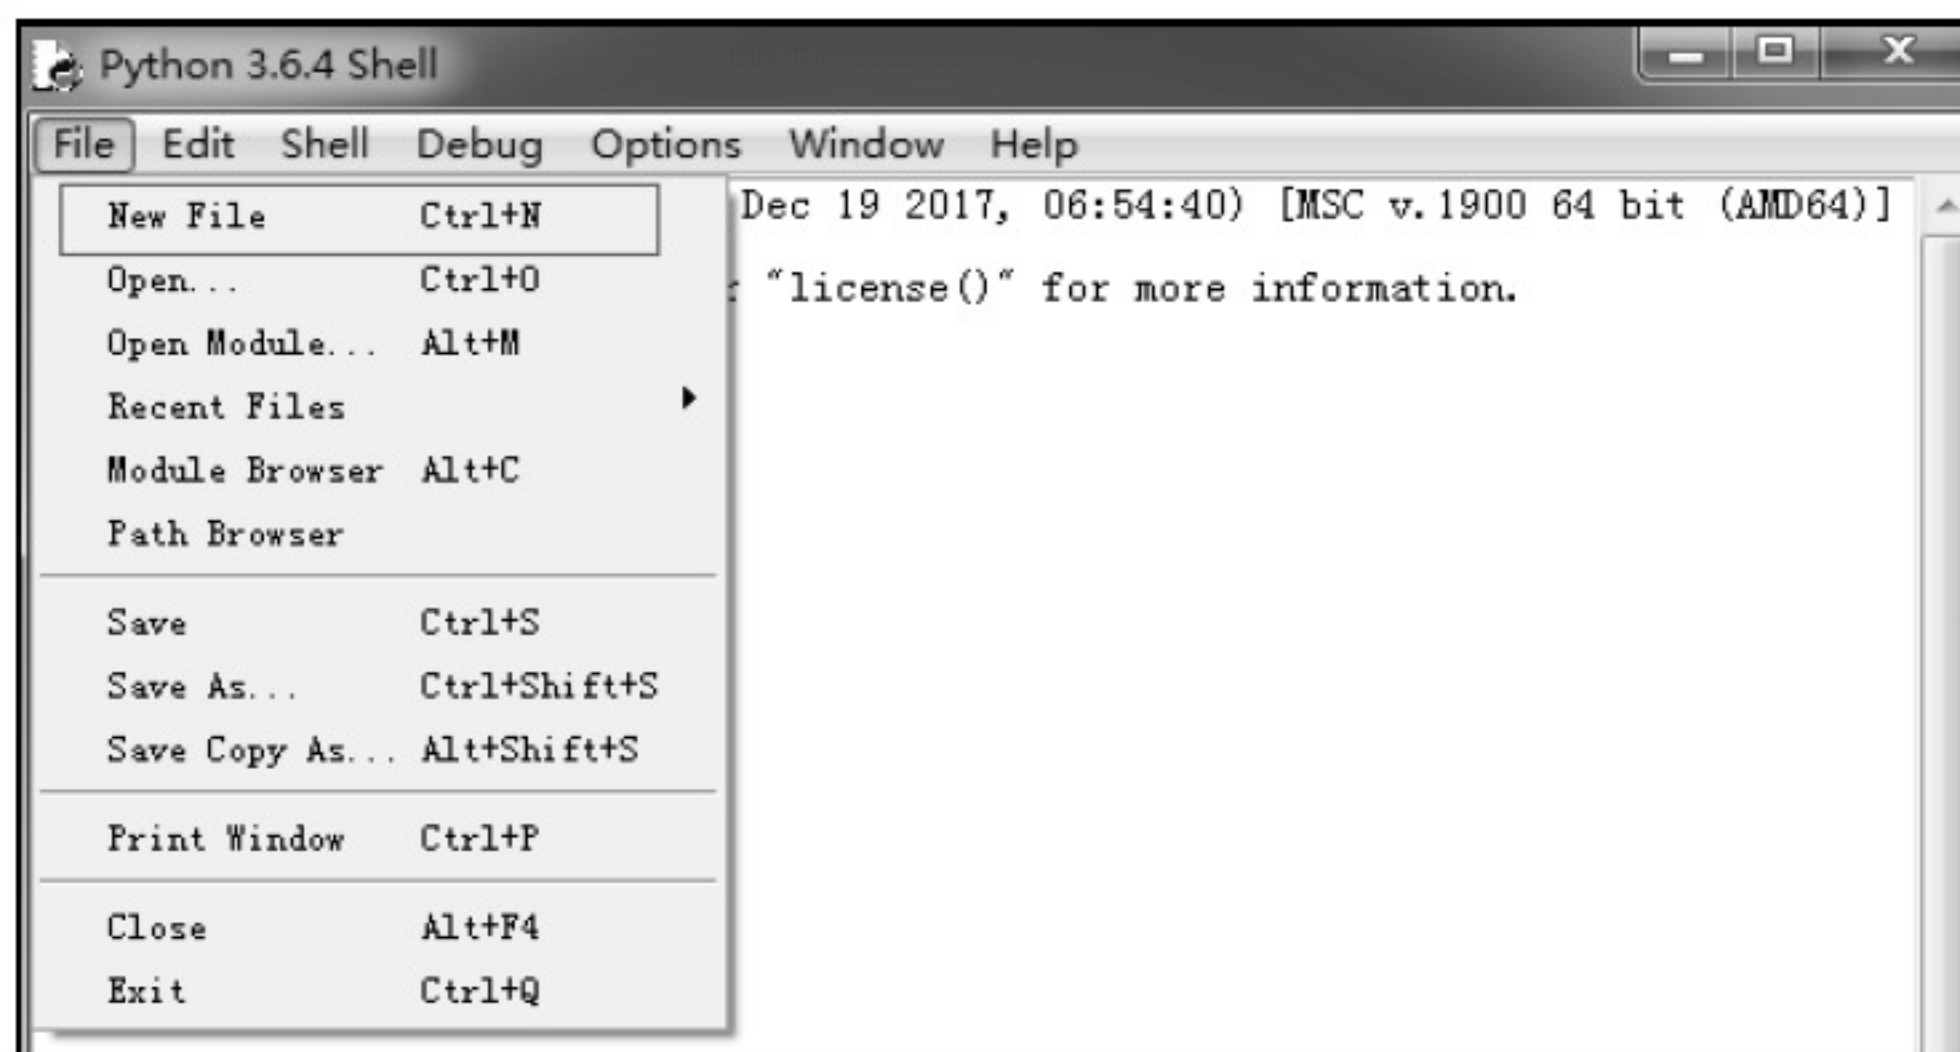 Python 3.6.4 Shell
File Edit Shell Debug Options Window Help
New File Ctrl+N
Dec 19 2017, 06:54:40) [MSC v.1900 64 bit (AMD64)]
Open... Ctrl+O
"license()" for more information.
Open Module... Alt+M
Recent Files
Module Browser Alt+C
Path Browser
Save Ctrl+S
Save As... Ctrl+Shift+S
Save Copy As... Alt+Shift+S
Print Window Ctrl+P
Close Alt+F4
Exit Ctrl+Q